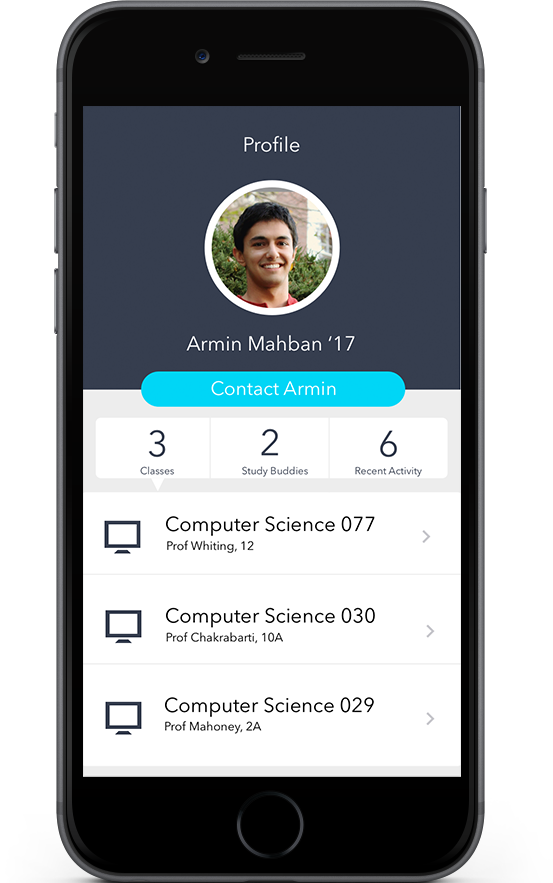 Profile
Armin Mahban ‘17
Contact Armin
3 2 6
Classes Study Buddies Recent Activity
Computer Science 077
Prof Whiting, 12
Computer Science 030
Prof Chakrabarti, 10A
Computer Science 029
Prof Mahoney, 2A